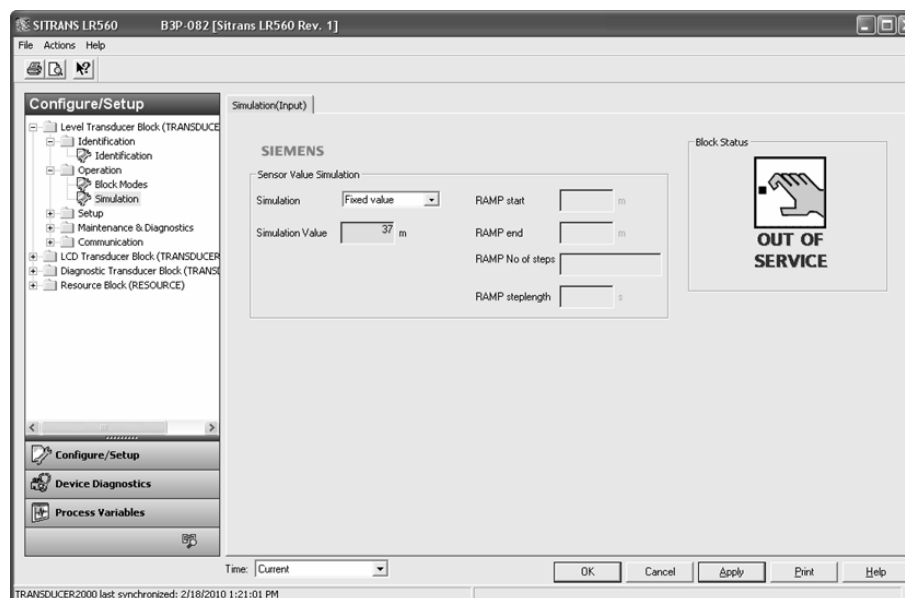 SITRANS LR560 B3P-082 [Sitrans LR560 Rev. 1]
File Actions Help
Configure/Setup
Level Transducer Block (TRANSDUCE
Identification
Identification
Operation
Block Modes
Simulation
Setup
Maintenance & Diagnostics
Communication
LCD Transducer Block (TRANSDUCER
Diagnostic Transducer Block (TRANSD
Resource Block (RESOURCE)
Configure/Setup
Device Diagnostics
Process Variables
Simulation(Input)
SIEMENS
Sensor Value Simulation
Simulation Fixed value
Simulation Value 37 m
RAMP start m
RAMP end m
RAMP No of steps
RAMP steplength s
Block Status
OUT OF
SERVICE
Time: Current
OK Cancel Apply Print Help
TRANSDUCER2000 last synchronized: 2/18/2010 1:21:01 PM